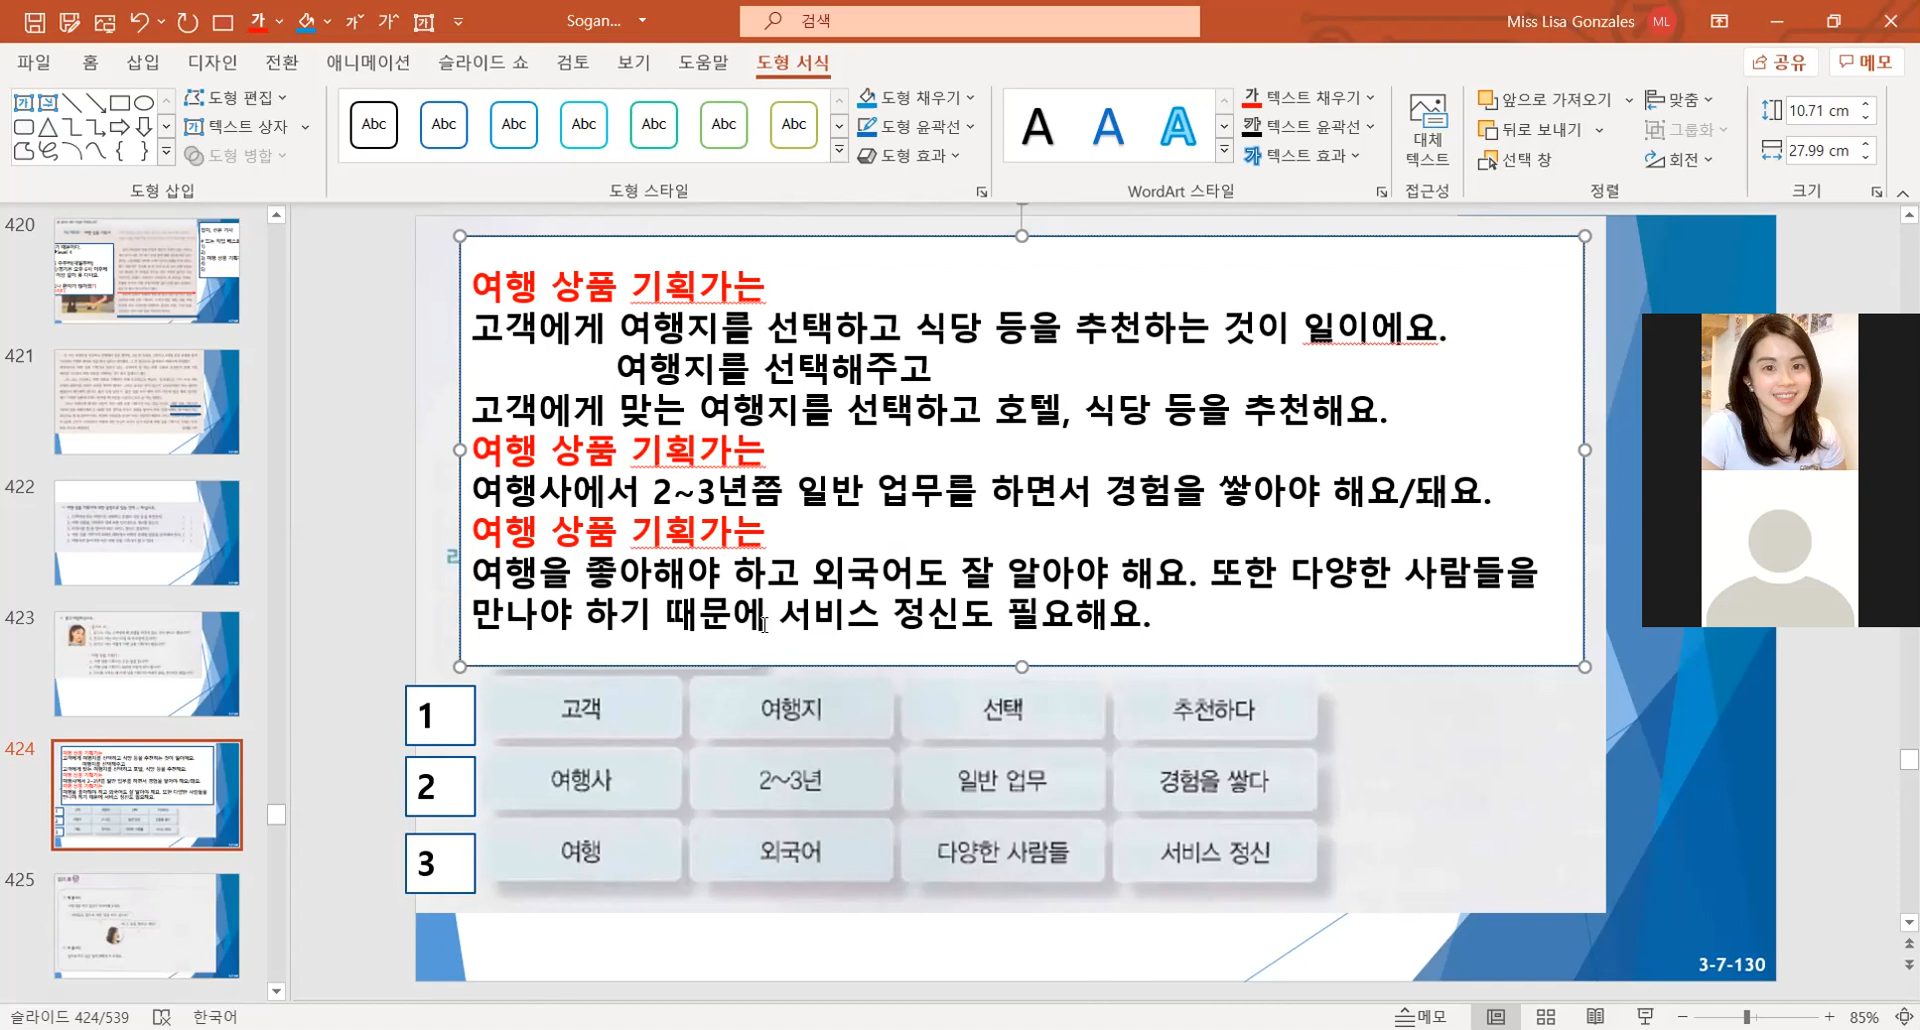 가
가
가
가
Sogan...
검색
Miss Lisa Gonzales
ML
파일
홈
삽입
디자인
전환
애니메이션
슬라이드 쇼
검토
보기
도움말
도형 서식
공유
메모
도형 편집
텍스트 상자
도형 병합
도형 삽입
Abc
Abc
Abc
Abc
Abc
Abc
Abc
도형 채우기
도형 윤곽선
도형 효과
도형 스타일
A
A
A
텍스트 채우기
텍스트 윤곽선
텍스트 효과
WordArt 스타일
대체
텍스트
접근성
앞으로 가져오기
뒤로 보내기
선택 창
맞춤
그룹화
회전
정렬
10.71 cm
27.99 cm
크기
420
421
422
423
424
425
여행 상품 기획가는
고객에게 여행지를 선택하고 식당 등을 추천하는 것이 일이에요.
여행지를 선택해주고
고객에게 맞는 여행지를 선택하고 호텔, 식당 등을 추천해요.
여행 상품 기획가는
여행사에서 2~3년쯤 일반 업무를 하면서 경험을 쌓아야 해요/돼요.
여행 상품 기획가는
여행을 좋아해야 하고 외국어도 잘 알아야 해요. 또한 다양한 사람들을
만나야 하기 때문에 서비스 정신도 필요해요.
1 고객 여행지 선택 추천하다
2 여행사 2~3년 일반 업무 경험을 쌓다
3 여행 외국어 다양한 사람들 서비스 정신
3-7-130
슬라이드 424/539
한국어
메모
85%